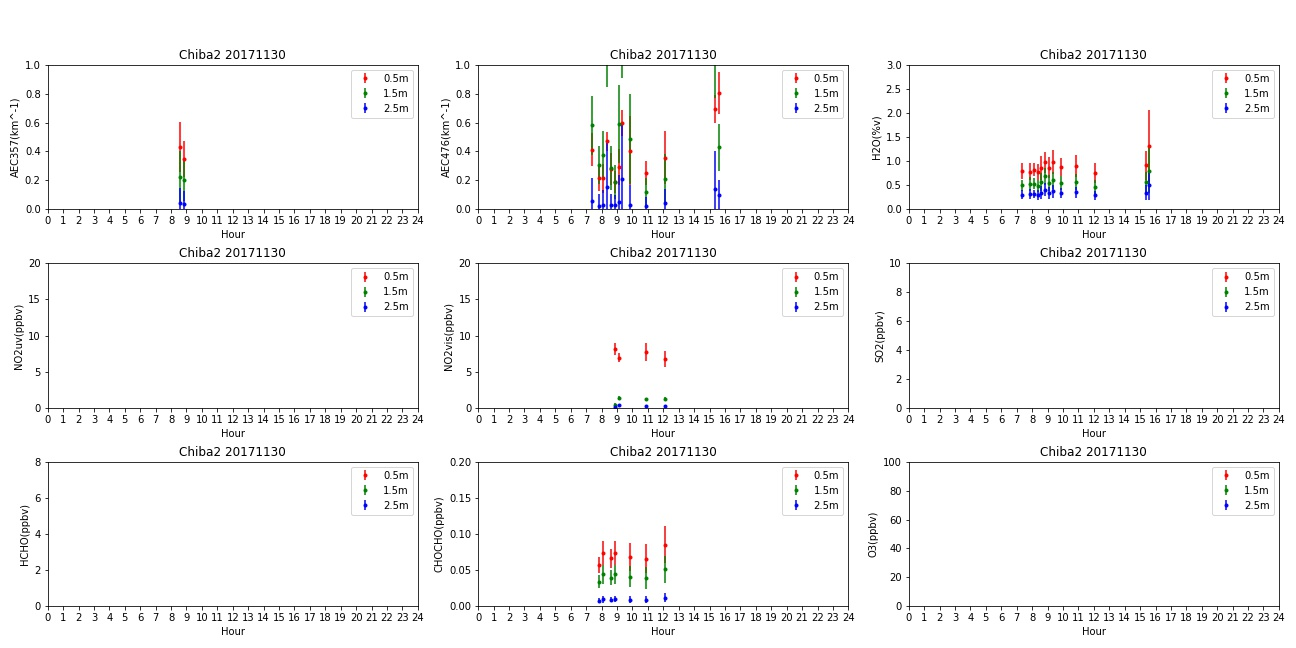 Chiba2 20171130
AEC357(km^-1)
1.0
0.8
0.6
0.4
0.2
0.0
0.5m
1.5m
2.5m
0 1 2 3 4 5 6 7 8 9 10 11 12 13 14 15 16 17 18 19 20 21 22 23 24
Hour
Chiba2 20171130
AEC476(km^-1)
1.0
0.8
0.6
0.4
0.2
0.0
0.5m
1.5m
2.5m
0 1 2 3 4 5 6 7 8 9 10 11 12 13 14 15 16 17 18 19 20 21 22 23 24
Hour
Chiba2 20171130
H2O(%v)
3.0
2.5
2.0
1.5
1.0
0.5
0.0
0.5m
1.5m
2.5m
0 1 2 3 4 5 6 7 8 9 10 11 12 13 14 15 16 17 18 19 20 21 22 23 24
Hour
Chiba2 20171130
NO2uv(ppbv)
20
15
10
5
0
0.5m
1.5m
2.5m
0 1 2 3 4 5 6 7 8 9 10 11 12 13 14 15 16 17 18 19 20 21 22 23 24
Hour
Chiba2 20171130
NO2vis(ppbv)
20
15
10
5
0
0.5m
1.5m
2.5m
0 1 2 3 4 5 6 7 8 9 10 11 12 13 14 15 16 17 18 19 20 21 22 23 24
Hour
Chiba2 20171130
SO2(ppbv)
10
8
6
4
2
0
0.5m
1.5m
2.5m
0 1 2 3 4 5 6 7 8 9 10 11 12 13 14 15 16 17 18 19 20 21 22 23 24
Hour
Chiba2 20171130
HCHO(ppbv)
8
6
4
2
0
0.5m
1.5m
2.5m
0 1 2 3 4 5 6 7 8 9 10 11 12 13 14 15 16 17 18 19 20 21 22 23 24
Hour
Chiba2 20171130
CHOCHO(ppbv)
0.20
0.15
0.10
0.05
0.00
0.5m
1.5m
2.5m
0 1 2 3 4 5 6 7 8 9 10 11 12 13 14 15 16 17 18 19 20 21 22 23 24
Hour
Chiba2 20171130
O3(ppbv)
100
80
60
40
20
0
0.5m
1.5m
2.5m
0 1 2 3 4 5 6 7 8 9 10 11 12 13 14 15 16 17 18 19 20 21 22 23 24
Hour